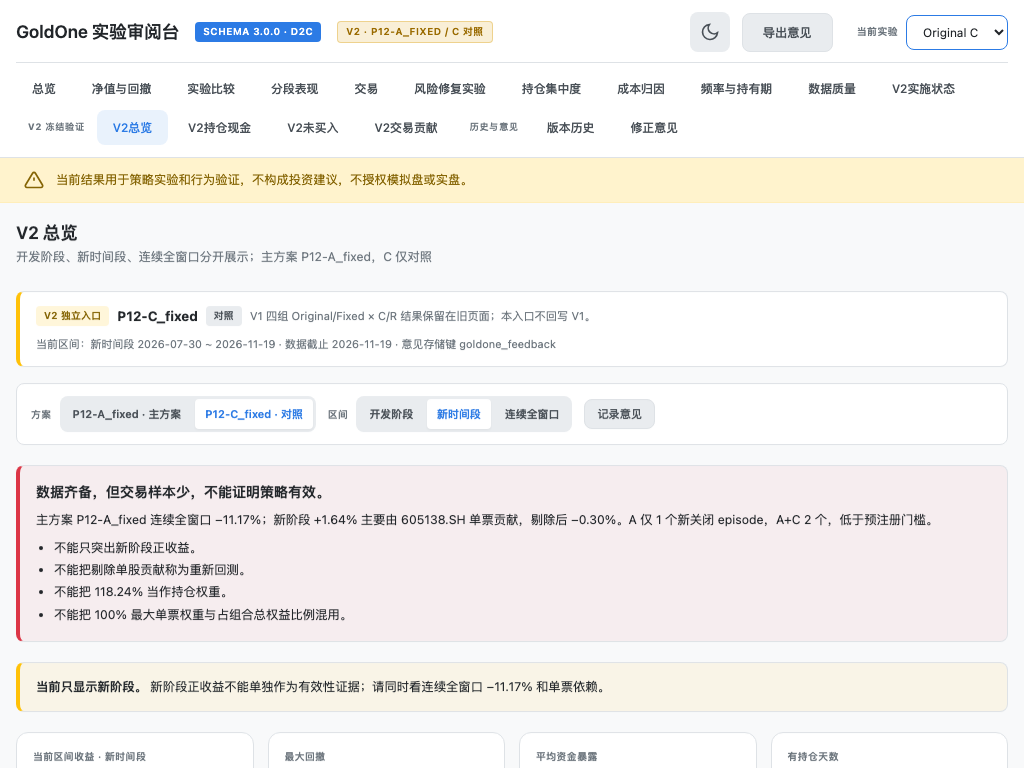 GoldOne 实验审阅台
SCHEMA 3.0.0 · D2C
V2 · P12-A_FIXED / C 对照
导出意见
当前实验
Original C
总览
净值与回撤
实验比较
分段表现
交易
风险修复实验
持仓集中度
成本归因
频率与持有期
数据质量
V2实施状态
V2 冻结验证
V2总览
V2持仓现金
V2未买入
V2交易贡献
历史与意见
版本历史
修正意见
当前结果用于策略实验和行为验证，不构成投资建议，不授权模拟盘或实盘。
V2 总览
开发阶段、新时间段、连续全窗口分开展示；主方案 P12-A_fixed，C 仅对照
V2 独立入口
P12-C_fixed
对照
V1 四组 Original/Fixed × C/R 结果保留在旧页面；本入口不回写 V1。
当前区间：新时间段 2026-07-30 ~ 2026-11-19 · 数据截止 2026-11-19 · 意见存储键 goldone_feedback
方案
P12-A_fixed · 主方案
P12-C_fixed · 对照
区间
开发阶段
新时间段
连续全窗口
记录意见
数据齐备，但交易样本少，不能证明策略有效。
主方案 P12-A_fixed 连续全窗口 −11.17%；新阶段 +1.64% 主要由 605138.SH 单票贡献，剔除后 −0.30%。A 仅 1 个新关闭 episode，A+C 2 个，低于预注册门槛。
• 不能只突出新阶段正收益。
• 不能把剔除单股贡献称为重新回测。
• 不能把 118.24% 当作持仓权重。
• 不能把 100% 最大单票权重与占组合总权益比例混用。
当前只显示新阶段。 新阶段正收益不能单独作为有效性证据；请同时看连续全窗口 −11.17% 和单票依赖。
当前区间收益 · 新时间段
最大回撤
平均资金暴露
有持仓天数